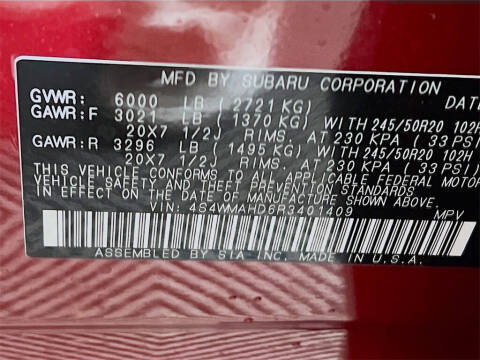 MFD BY SUBARU CORPORATION
GVWR: 6000 LB (2721 KG) DATE
GAWR:F 3021 LB (1370 KG) WITH 245/50R20 102H
20X7 1/2J RIMS, AT 230 KPA (33 PSI
GAWR:R 3296 LB (1495 KG) WITH 245/50R20 102H
20X7 1/2J RIMS, AT 230 KPA (33 PSI)
THIS VEHICLE CONFORMS TO ALL APPLICABLE FEDERAL MOTOR
VEHICLE SAFETY AND THEFT PREVENTION STANDARDS IN EFFECT ON
THE DATE OF MANUFACTURE SHOWN ABOVE.
VIN: 4S4WMAHD6R3401409 MPV
ASSEMBLED BY SIA-INC. MADE IN U.S.A.